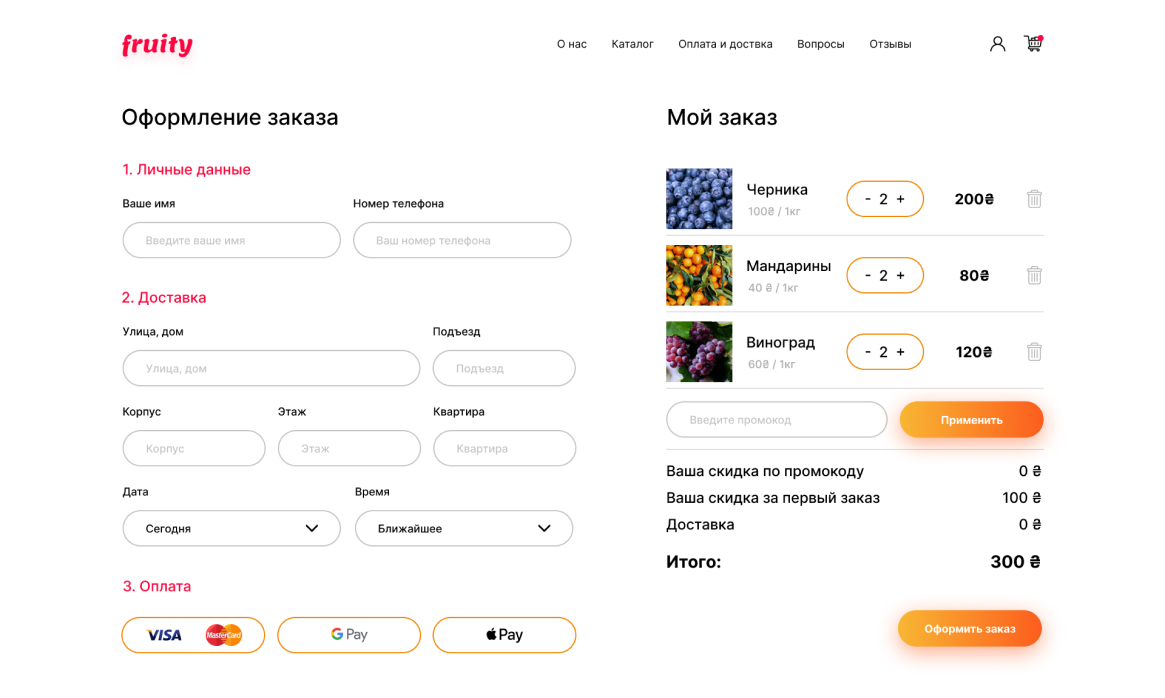 fruity
О нас Каталог Оплата и доствка Вопросы Отзывы
Оформление заказа
1. Личные данные
Ваше имя Номер телефона
Введите ваше имя Ваш номер телефона
2. Доставка
Улица, дом Подъезд
Улица, дом Подъезд
Корпус Этаж Квартира
Корпус Этаж Квартира
Дата Время
Сегодня Ближайшее
3. Оплата
VISA MasterCard G Pay Pay
Мой заказ
Черника - 2 + 200₴
100₴ / 1кг
Мандарины - 2 + 80₴
40 ₴ / 1кг
Виноград - 2 + 120₴
60₴ / 1кг
Введите промокод Применить
Ваша скидка по промокоду 0 ₴
Ваша скидка за первый заказ 100 ₴
Доставка 0 ₴
Итого: 300 ₴
Оформить заказ